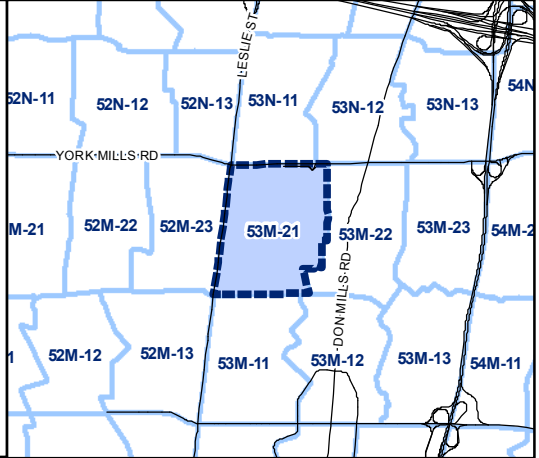 LESLIE ST
52N-11
52N-12
52N-13
53N-11
53N-12
53N-13
54N
YORK MILLS RD
M-21
52M-22
52M-23
53M-21
53M-22
53M-23
54M-2
DON MILLS RD
1
52M-12
52M-13
53M-11
53M-12
53M-13
54M-11